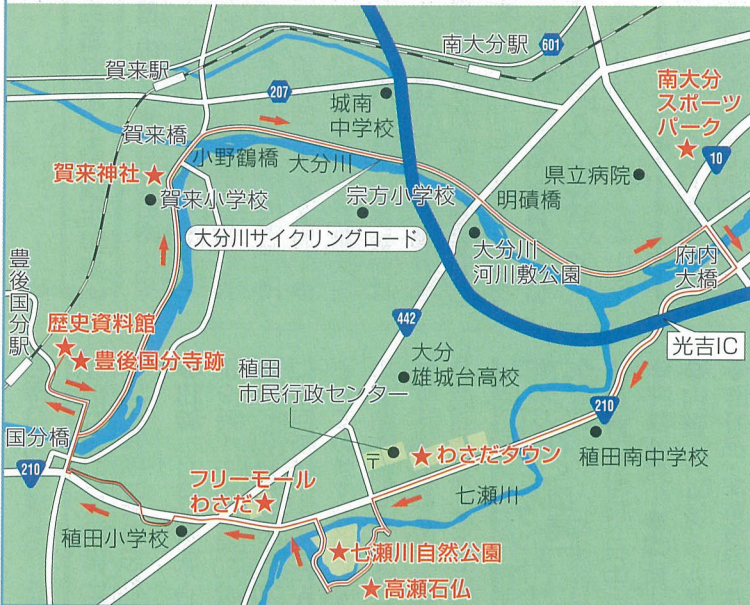 南大分駅
601
賀来駅
207
城南
中学校
南大分
スポーツ
パーク
10
賀来橋
小野鶴橋
大分川
県立病院
賀来神社
賀来小学校
宗方小学校
明磧橋
大分川サイクリングロード
大分川
河川敷公園
府内
大橋
豊後国分駅
歴史資料館
豊後国分寺跡
442
光吉IC
大分
雄城台高校
稙田
市民行政センター
210
国分橋
210
〒
わさだタウン
稙田南中学校
フリーモール
わさだ
七瀬川
稙田小学校
七瀬川自然公園
高瀬石仏